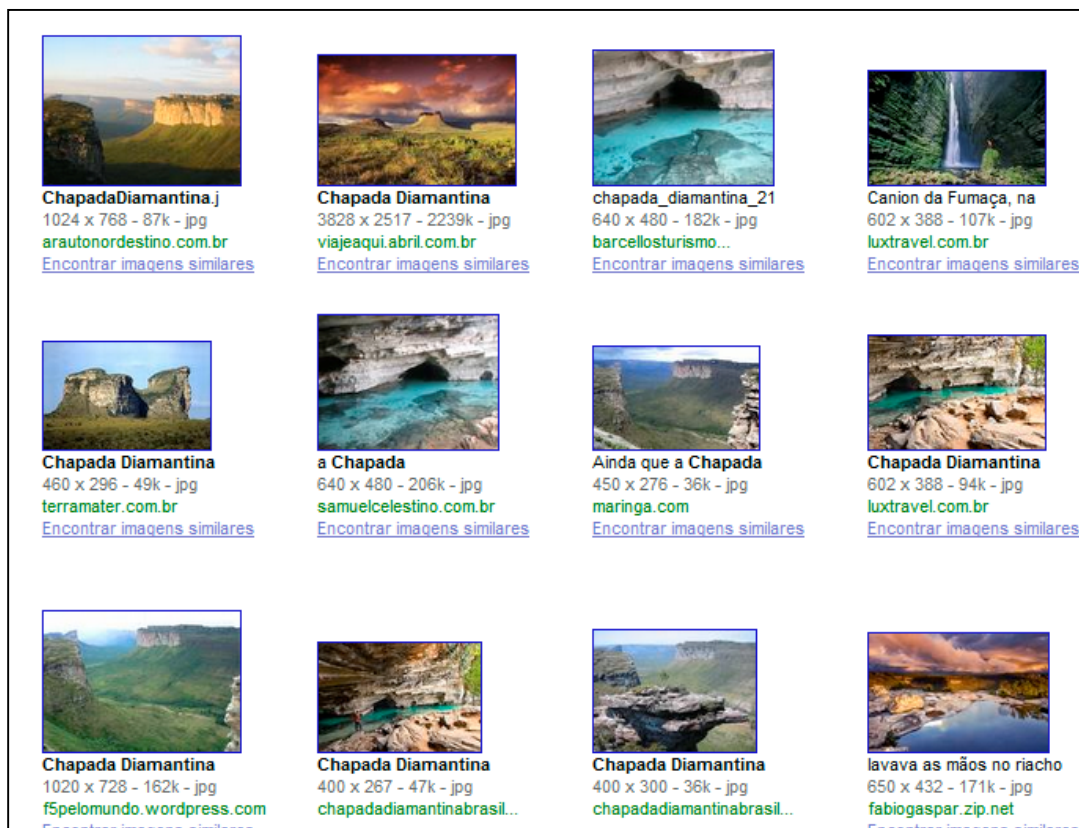 ChapadaDiamantina.j
1024 x 768 - 87k - jpg
arautonordestino.com.br
Encontrar imagens similares
Chapada Diamantina
3828 x 2517 - 2239k - jpg
viajeaqui.abril.com.br
Encontrar imagens similares
chapada_diamantina_21
640 x 480 - 182k - jpg
barcellosturismo...
Encontrar imagens similares
Canion da Fumaça, na
602 x 388 - 107k - jpg
luxtravel.com.br
Encontrar imagens similares
Chapada Diamantina
460 x 296 - 49k - jpg
terramater.com.br
Encontrar imagens similares
a Chapada
640 x 480 - 206k - jpg
samuelcelestino.com.br
Encontrar imagens similares
Ainda que a Chapada
450 x 276 - 36k - jpg
maringa.com
Encontrar imagens similares
Chapada Diamantina
602 x 388 - 94k - jpg
luxtravel.com.br
Encontrar imagens similares
Chapada Diamantina
1020 x 728 - 162k - jpg
f5pelomundo.wordpress.com
Encontrar imagens similares
Chapada Diamantina
400 x 267 - 47k - jpg
chapadadiamantinabrasil...
Chapada Diamantina
400 x 300 - 36k - jpg
chapadadiamantinabrasil...
lavava as mãos no riacho
650 x 432 - 171k - jpg
fabiogaspar.zip.net
Encontrar imagens similares